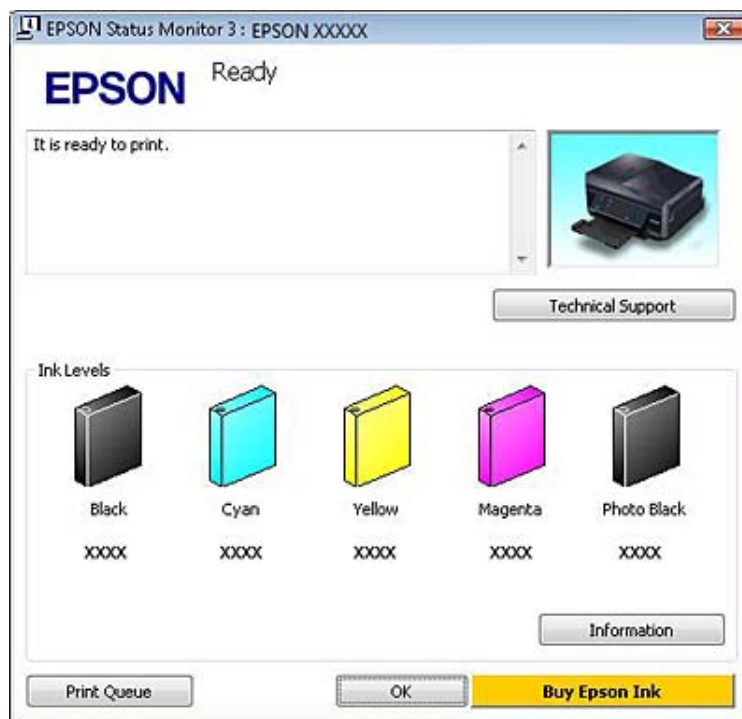 EPSON Status Monitor 3 : EPSON XXXXX
EPSON
Ready
It is ready to print.
Technical Support
Ink Levels
Black Cyan Yellow Magenta Photo Black
XXXX XXXX XXXX XXXX XXXX
Information
Print Queue OK Buy Epson Ink